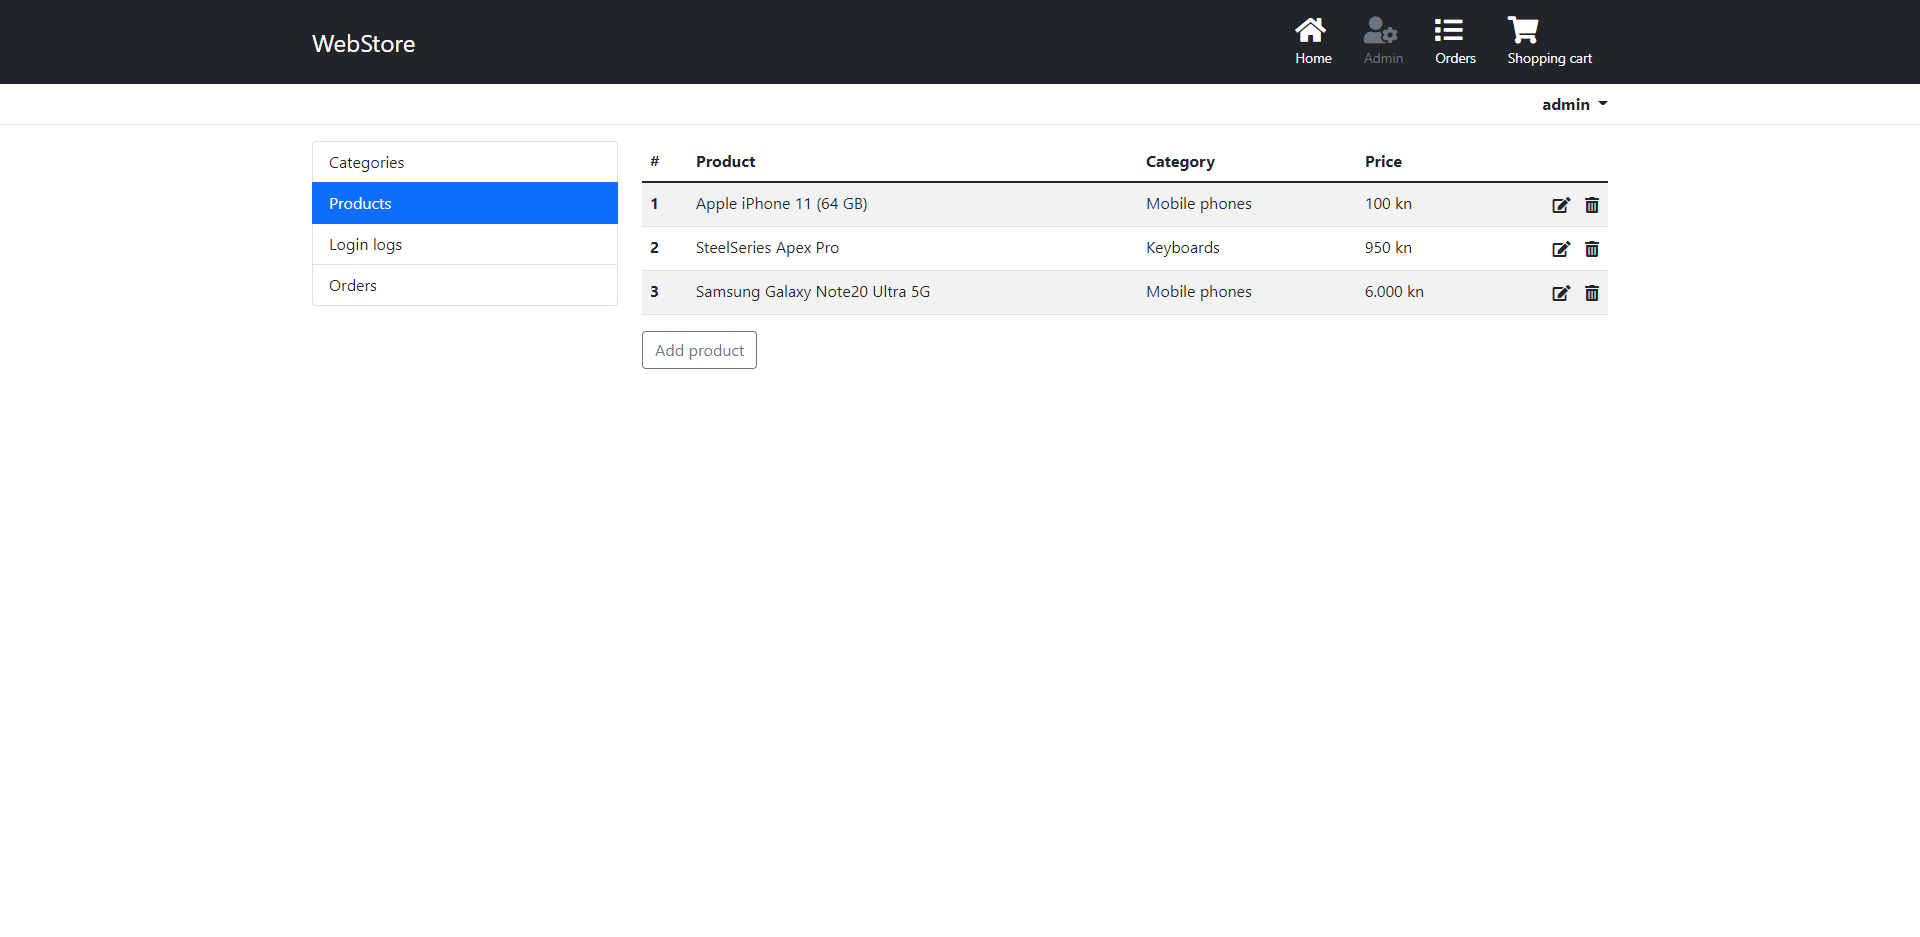 WebStore
Home
Admin
Orders
Shopping cart
admin
Categories
Products
Login logs
Orders
# Product Category Price
1 Apple iPhone 11 (64 GB) Mobile phones 100 kn
2 SteelSeries Apex Pro Keyboards 950 kn
3 Samsung Galaxy Note20 Ultra 5G Mobile phones 6.000 kn
Add product